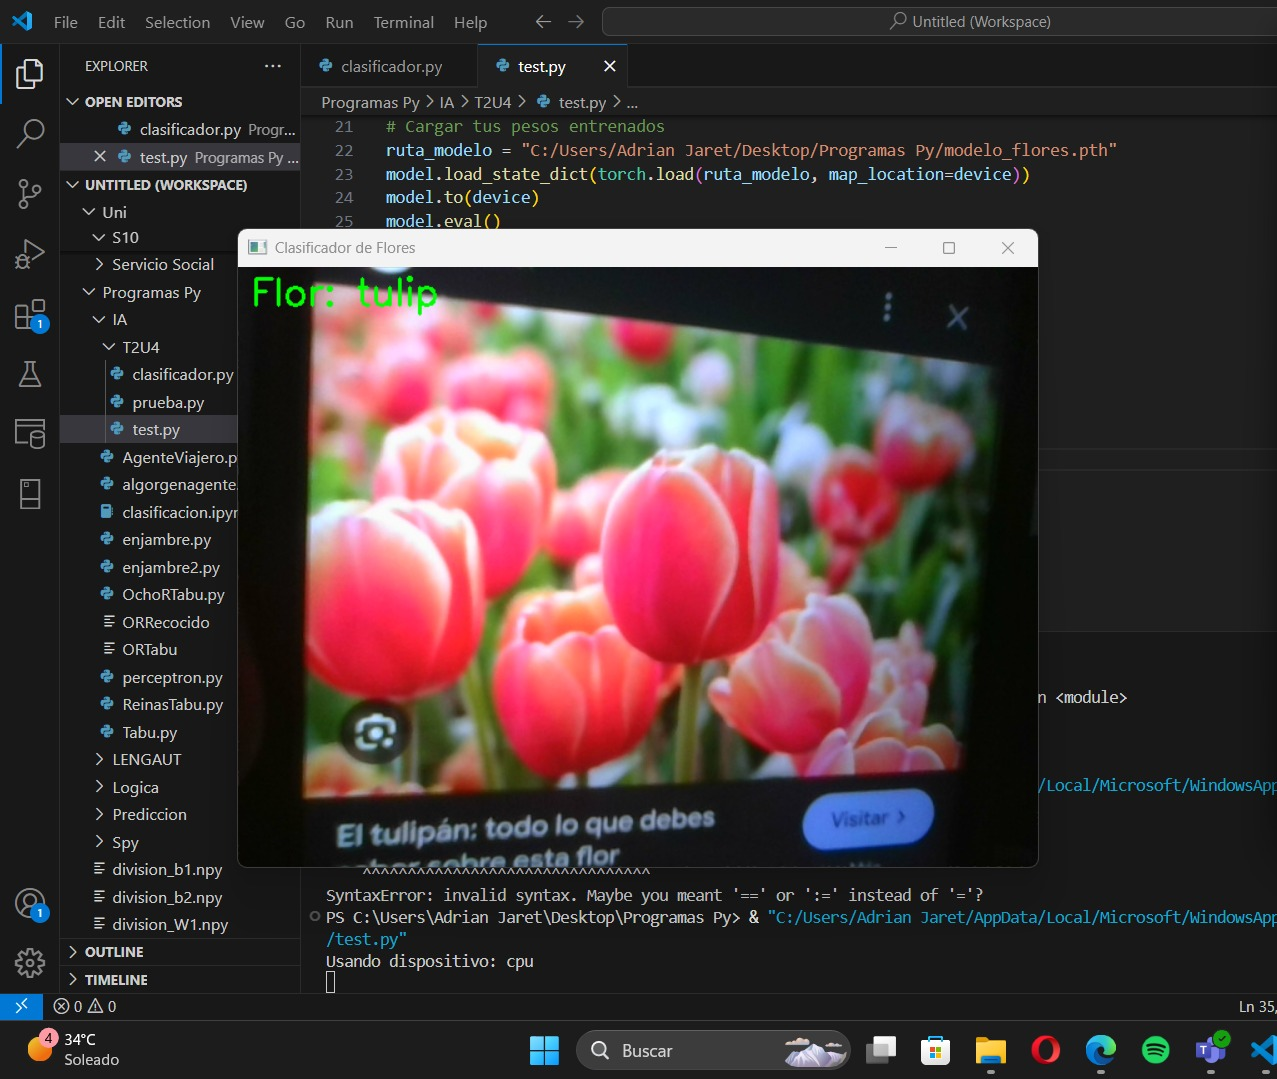 File Edit Selection View Go Run Terminal Help
Untitled (Workspace)
EXPLORER
OPEN EDITORS
clasificador.py Progr...
test.py Programas Py ...
UNTITLED (WORKSPACE)
Uni
S10
Servicio Social
Programas Py
IA
T2U4
clasificador.py
prueba.py
test.py
AgenteViajero.p
algorgenagente.
clasificacion.ipyn
enjambre.py
enjambre2.py
OchoRTabu.py
ORRecocido
ORTabu
perceptron.py
ReinasTabu.py
Tabu.py
LENGAUT
Logica
Prediccion
Spy
division_b1.npy
division_b2.npy
division_W1.npy
OUTLINE
TIMELINE
1
1
clasificador.py
test.py
Programas Py > IA > T2U4 > test.py > ...
21 # Cargar tus pesos entrenados
22 ruta_modelo = "C:/Users/Adrian Jaret/Desktop/Programas Py/modelo_flores.pth"
23 model.load_state_dict(torch.load(ruta_modelo, map_location=device))
24 model.to(device)
25 model.eval()
Clasificador de Flores
Flor: tulip
El tulipán: todo lo que debes
saber sobre esta flor
Visitar >
n <module>
/Local/Microsoft/WindowsApp
^^^^^^^^^^^^^^^^^^^^^^^^^^^^^^^^
SyntaxError: invalid syntax. Maybe you meant '==' or ':=' instead of '='?
PS C:\Users\Adrian Jaret\Desktop\Programas Py> & "C:/Users/Adrian Jaret/AppData/Local/Microsoft/WindowsApp
/test.py"
Usando dispositivo: cpu
0 0
Ln 35,
4
34°C
Soleado
Buscar